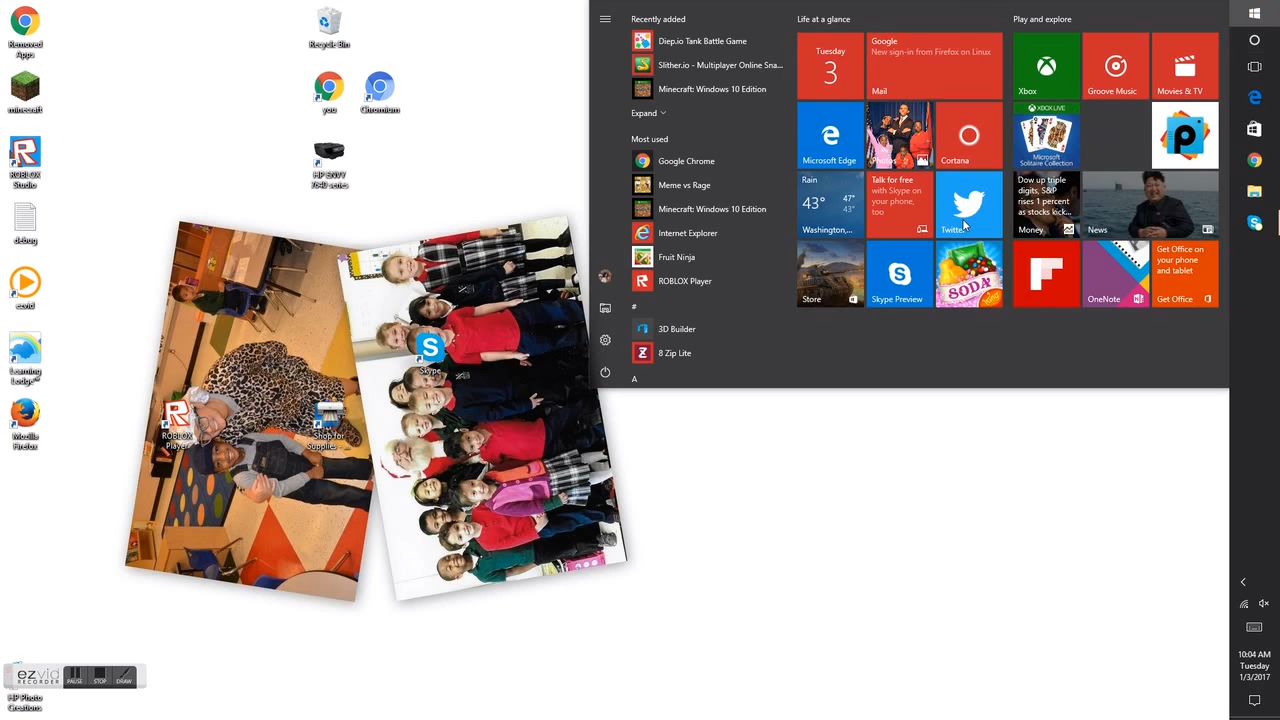 Removed
Apps
minecraft
ROBLOX
Studio
debug
ezvid
Learning
Lodge™
Mozilla
Firefox
Recycle Bin
you
Chromium
HP ENVY
7640 series
Skype
ROBLOX
Player
Shop for
Supplies - ...
ezvid
RECORDER
PAUSE
STOP
DRAW
HP Photo
Creations
Recently added
Diep.io Tank Battle Game
Slither.io - Multiplayer Online Sna...
Minecraft: Windows 10 Edition
Expand
Most used
Google Chrome
Meme vs Rage
Minecraft: Windows 10 Edition
Internet Explorer
Fruit Ninja
ROBLOX Player
#
3D Builder
8 Zip Lite
A
Life at a glance
Tuesday
3
Google
New sign-in from Firefox on Linux
Mail
Microsoft Edge
Photos
Cortana
Rain
43°
47°
43°
Washington,...
Talk for free
with Skype on
your phone,
too
Twitter
Store
Skype Preview
SODA
Play and explore
Xbox
Groove Music
Movies & TV
XBOX LIVE
Microsoft
Solitaire Collection
Dow up triple
digits, S&P
rises 1 percent
as stocks kick...
Money
News
OneNote
Get Office on
your phone
and tablet
Get Office
10:04 AM
Tuesday
1/3/2017